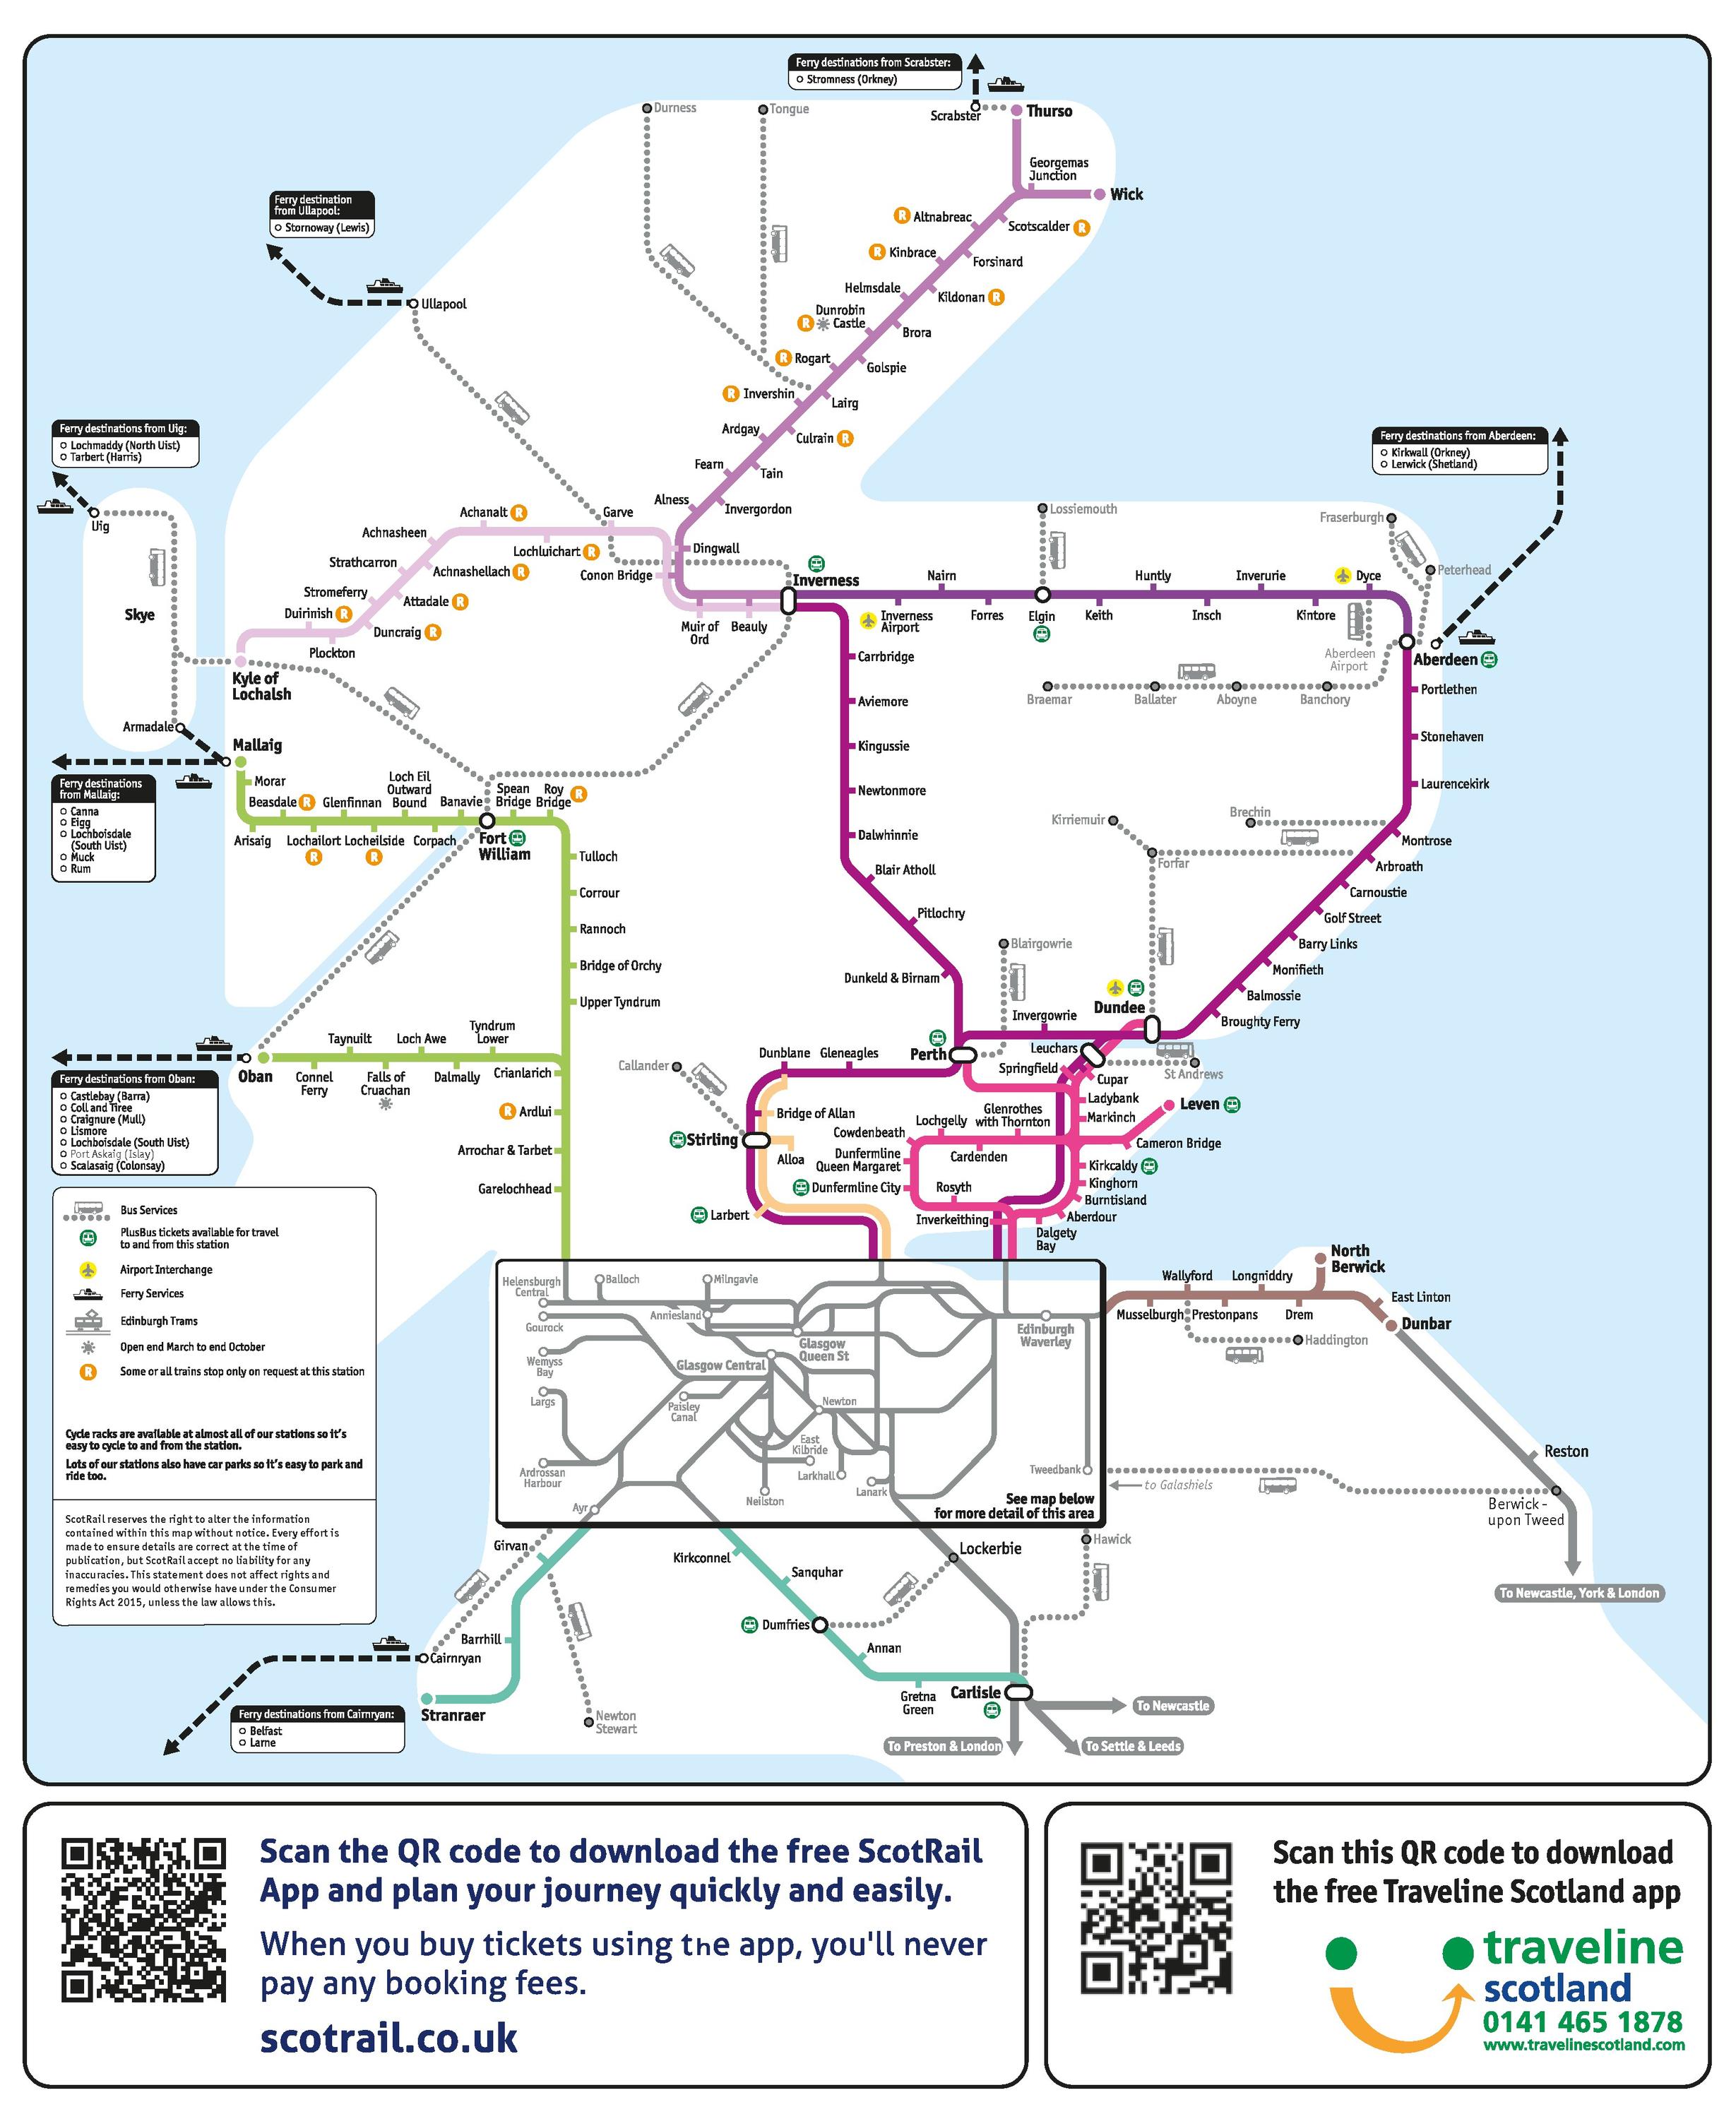 Ferry destinations from Scrabster:
Stromness (Orkney)
Durness
Tongue
Scrabster
Thurso
Georgemas
Junction
Wick
Ferry destination
from Ullapool:
Stornoway (Lewis)
Altnabreac
Scotscalder R
R Kinbrace
Forsinard
R
Helmsdale
Kildonan R
Dunrobin
Castle
R
Brora
Ullapool
R Rogart
Golspie
R Invershin
Lairg
Ardgay
Culrain R
Fearn
Tain
Alness
Invergordon
Ferry destinations from Uig:
Lochmaddy (North Uist)
Tarbert (Harris)
Uig
Skye
Armadale
Ferry destinations from Aberdeen:
Kirkwall (Orkney)
Lerwick (Shetland)
Achanalt R
Garve
Achnasheen
Lochluichart R
Dingwall
Strathcarron
Achnashellach R
Conon Bridge
Stromeferry
Attadale R
Duirinish R
Duncraig R
Plockton
Kyle of
Lochalsh
Muir of
Ord
Beauly
Inverness
Inverness
Airport
Nairn
Forres
Lossiemouth
Elgin
Keith
Huntly
Insch
Inverurie
Kintore
Dyce
Fraserburgh
Peterhead
Aberdeen
Airport
Aberdeen
Braemar
Ballater
Aboyne
Banchory
Portlethen
Stonehaven
Laurencekirk
Carrbridge
Aviemore
Kingussie
Newtonmore
Dalwhinnie
Blair Atholl
Pitlochry
Dunkeld & Birnam
Mallaig
Morar
Ferry destinations
from Mallaig:
Canna
Eigg
Lochboisdale
(South Uist)
Muck
Rum
Beasdale R
Glenfinnan
Loch Eil
Outward
Bound
Banavie
Spean
Bridge
Roy
Bridge
R
Arisaig
Lochailort
R
Locheilside
R
Corpach
Fort
William
Tulloch
Corrour
Rannoch
Bridge of Orchy
Upper Tyndrum
Kirriemuir
Brechin
Forfar
Montrose
Arbroath
Carnoustie
Golf Street
Barry Links
Monifieth
Balmossie
Broughty Ferry
Blairgowrie
Dundee
Invergowrie
Perth
Leuchars
Springfield
Cupar
St Andrews
Ladybank
Markinch
Leven
Cameron Bridge
Oban
Taynuilt
Loch Awe
Tyndrum
Lower
Connel
Ferry
Falls of
Cruachan
Dalmally
Crianlarich
R Ardlui
Arrochar & Tarbet
Garelochhead
Ferry destinations from Oban:
Castlebay (Barra)
Coll and Tiree
Craignure (Mull)
Lismore
Lochboisdale (South Uist)
Port Askaig (Islay)
Scalasaig (Colonsay)
Callander
Dunblane
Gleneagles
Bridge of Allan
Stirling
Alloa
Larbert
Lochgelly
Glenrothes
with Thornton
Cowdenbeath
Cardenden
Dunfermline
Queen Margaret
Dunfermline City
Rosyth
Inverkeithing
Kirkcaldy
Kinghorn
Burntisland
Aberdour
Dalgety
Bay
Bus Services
PlusBus tickets available for travel
to and from this station
Airport Interchange
Ferry Services
Edinburgh Trams
Open end March to end October
R Some or all trains stop only on request at this station
Cycle racks are available at almost all of our stations so it's
easy to cycle to and from the station.
Lots of our stations also have car parks so it's easy to park and
ride too.
ScotRail reserves the right to alter the information
contained within this map without notice. Every effort is
made to ensure details are correct at the time of
publication, but ScotRail accept no liability for any
inaccuracies. This statement does not affect rights and
remedies you would otherwise have under the Consumer
Rights Act 2015, unless the law allows this.
Helensburgh
Central
Balloch
Milngavie
Gourock
Anniesland
Wemyss
Bay
Glasgow
Queen St
Glasgow Central
Edinburgh
Waverley
Largs
Paisley
Canal
Newton
East
Kilbride
Ardrossan
Harbour
Larkhall
Lanark
Neilston
Ayr
Tweedbank
See map below
for more detail of this area
North
Berwick
Wallyford
Longniddry
Musselburgh
Prestonpans
Drem
East Linton
Dunbar
Haddington
Reston
to Galashiels
Berwick -
upon Tweed
To Newcastle, York & London
Hawick
Girvan
Barrhill
Cairnryan
Stranraer
Newton
Stewart
Ferry destinations from Cairnryan:
Belfast
Larne
Kirkconnel
Sanquhar
Lockerbie
Dumfries
Annan
Gretna
Green
Carlisle
To Newcastle
To Preston & London
To Settle & Leeds
Scan the QR code to download the free ScotRail
App and plan your journey quickly and easily.
When you buy tickets using the app, you'll never
pay any booking fees.
scotrail.co.uk
Scan this QR code to download
the free Traveline Scotland app
traveline
scotland
0141 465 1878
www.travelinescotland.com